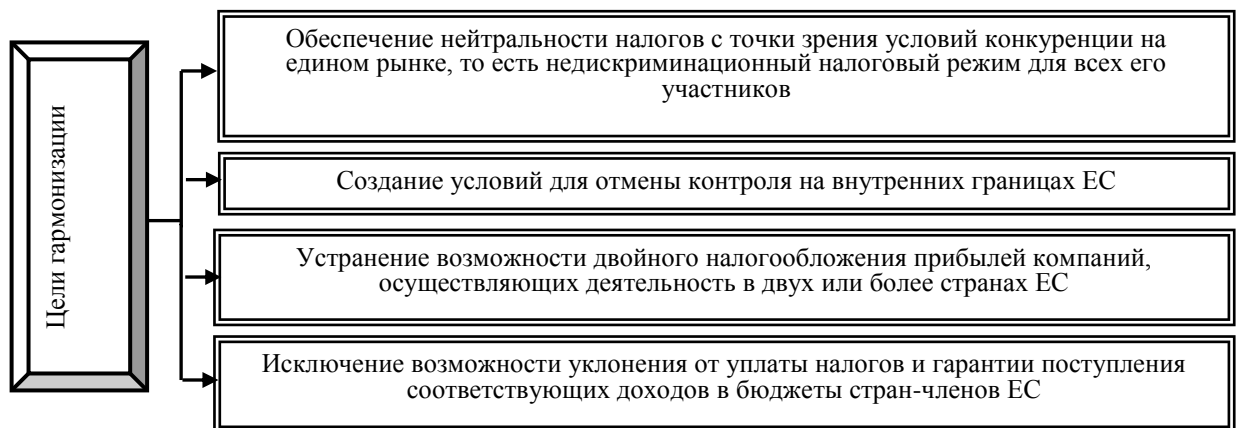 Цели гармонизации
Обеспечение нейтральности налогов с точки зрения условий конкуренции на
едином рынке, то есть недискриминационный налоговый режим для всех его
участников
Создание условий для отмены контроля на внутренних границах ЕС
Устранение возможности двойного налогообложения прибылей компаний,
осуществляющих деятельность в двух или более странах ЕС
Исключение возможности уклонения от уплаты налогов и гарантии поступления
соответствующих доходов в бюджеты стран-членов ЕС